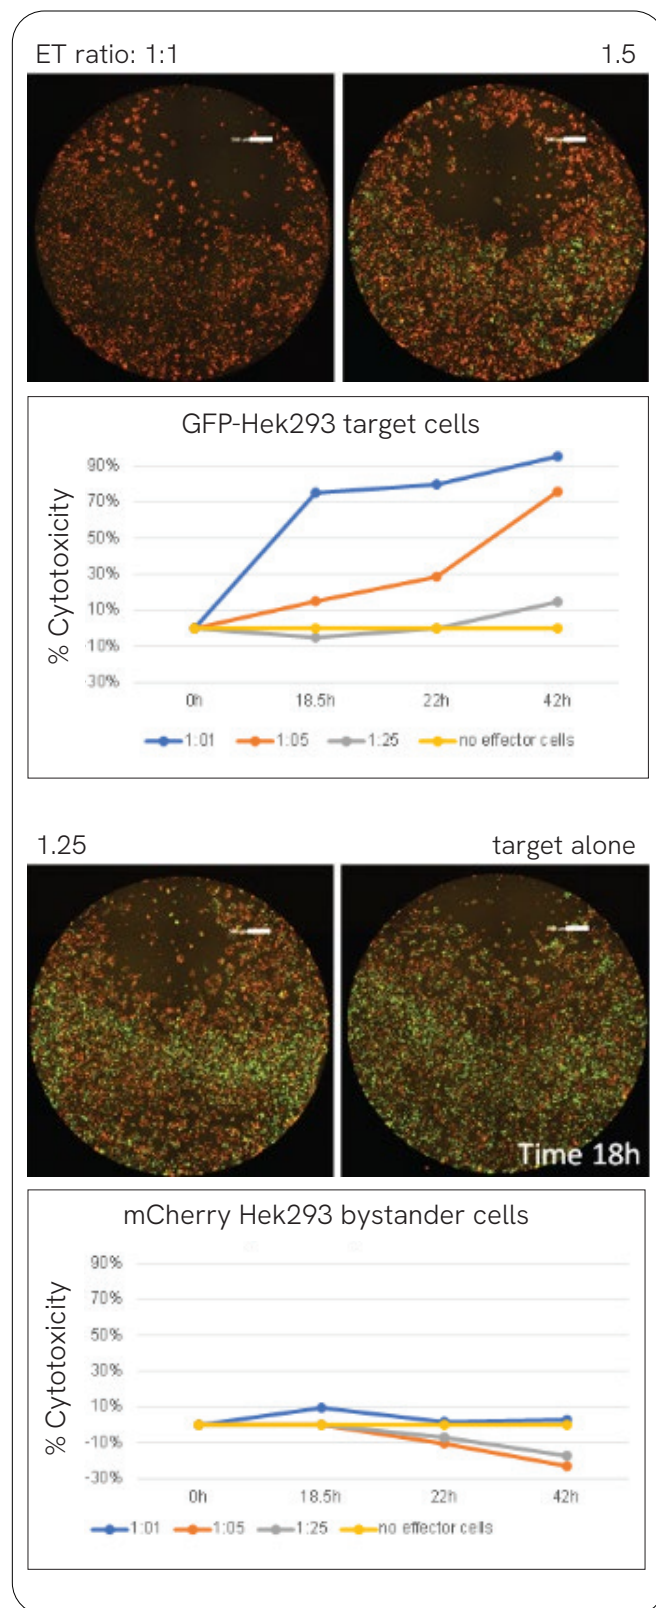 ET ratio: 1:1
1.5
GFP-Hek293 target cells
% Cytotoxicity
90%
70%
50%
30%
10%
-10%
-30%
0h 18.5h 22h 42h
1:01 1:05 1:25 no effector cells
1.25
target alone
Time 18h
mCherry Hek293 bystander cells
% Cytotoxicity
90%
70%
50%
30%
10%
-10%
-30%
0h 18.5h 22h 42h
1:01 1:05 1:25 no effector cells